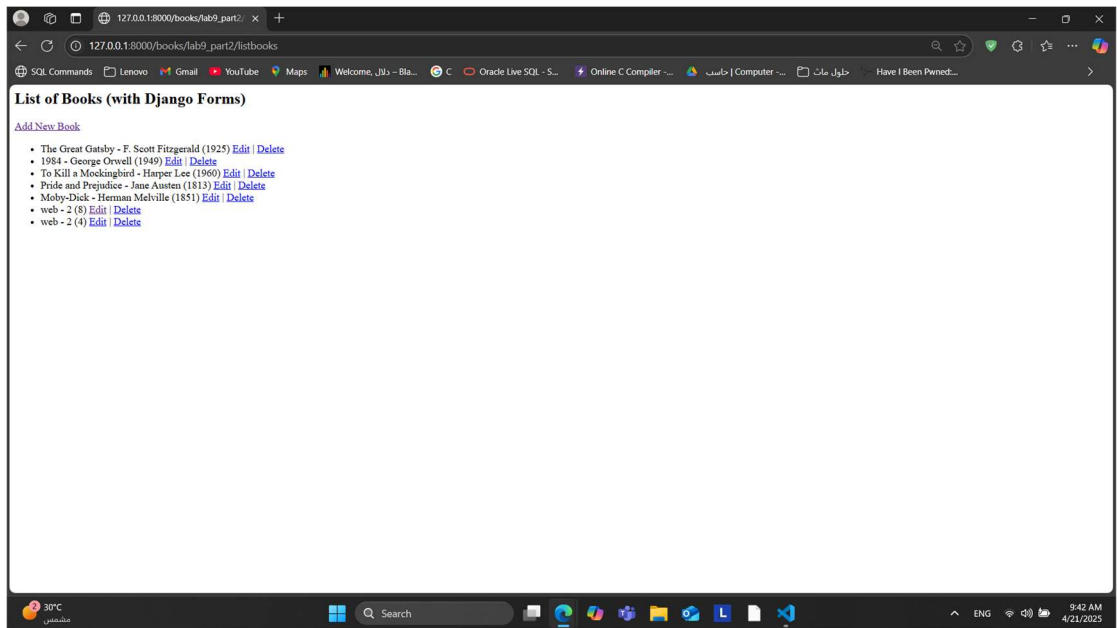 127.0.0.1:8000/books/lab9_part2/
127.0.0.1:8000/books/lab9_part2/listbooks
SQL Commands Lenovo Gmail YouTube Maps Welcome, دلال – Bla... C Oracle Live SQL - S... Online C Compiler -... حاسب | Computer -... حلول ماث Have I Been Pwned:...
List of Books (with Django Forms)
Add New Book
The Great Gatsby - F. Scott Fitzgerald (1925) Edit | Delete
1984 - George Orwell (1949) Edit | Delete
To Kill a Mockingbird - Harper Lee (1960) Edit | Delete
Pride and Prejudice - Jane Austen (1813) Edit | Delete
Moby-Dick - Herman Melville (1851) Edit | Delete
web - 2 (8) Edit | Delete
web - 2 (4) Edit | Delete
2 30°C
مشمس
Search
L
ENG
9:42 AM
4/21/2025